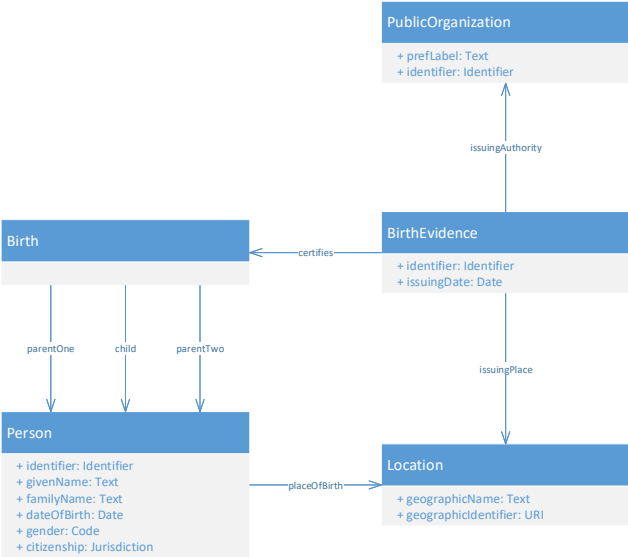 PublicOrganization
+ prefLabel: Text
+ identifier: Identifier
issuingAuthority
Birth
BirthEvidence
certifies
+ identifier: Identifier
+ issuingDate: Date
parentOne
child
parentTwo
issuingPlace
Person
Location
+ identifier: Identifier
+ givenName: Text
+ familyName: Text
+ dateOfBirth: Date
+ gender: Code
+ citizenship: Jurisdiction
placeOfBirth
+ geographicName: Text
+ geographicIdentifier: URI